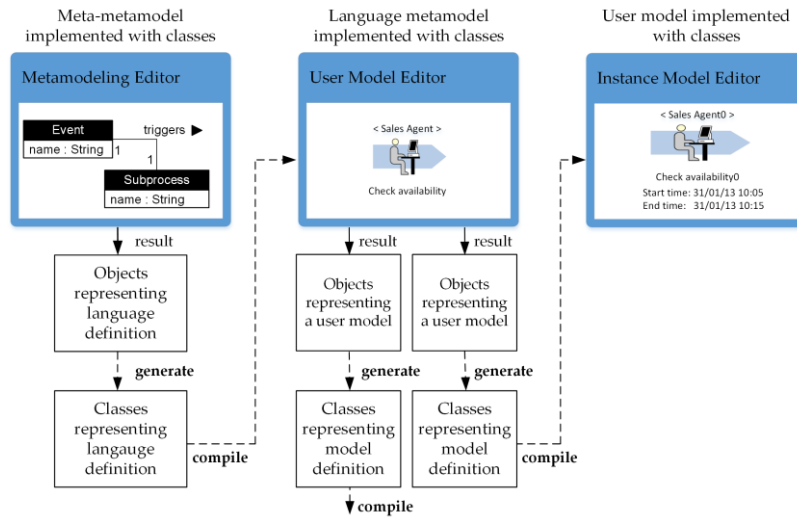 Meta-metamodel
implemented with classes
Metamodeling Editor
Event
name : String
triggers ►
1
1
Subprocess
name : String
result
Objects
representing
language
definition
generate
Classes
representing
langauge
definition
compile
Language metamodel
implemented with classes
User Model Editor
< Sales Agent >
Check availability
result
result
Objects
representing
a user model
Objects
representing
a user model
generate
generate
Classes
representing
model
definition
Classes
representing
model
definition
compile
compile
User model implemented
with classes
Instance Model Editor
< Sales Agent0 >
Check availability0
Start time: 31/01/13 10:05
End time: 31/01/13 10:15